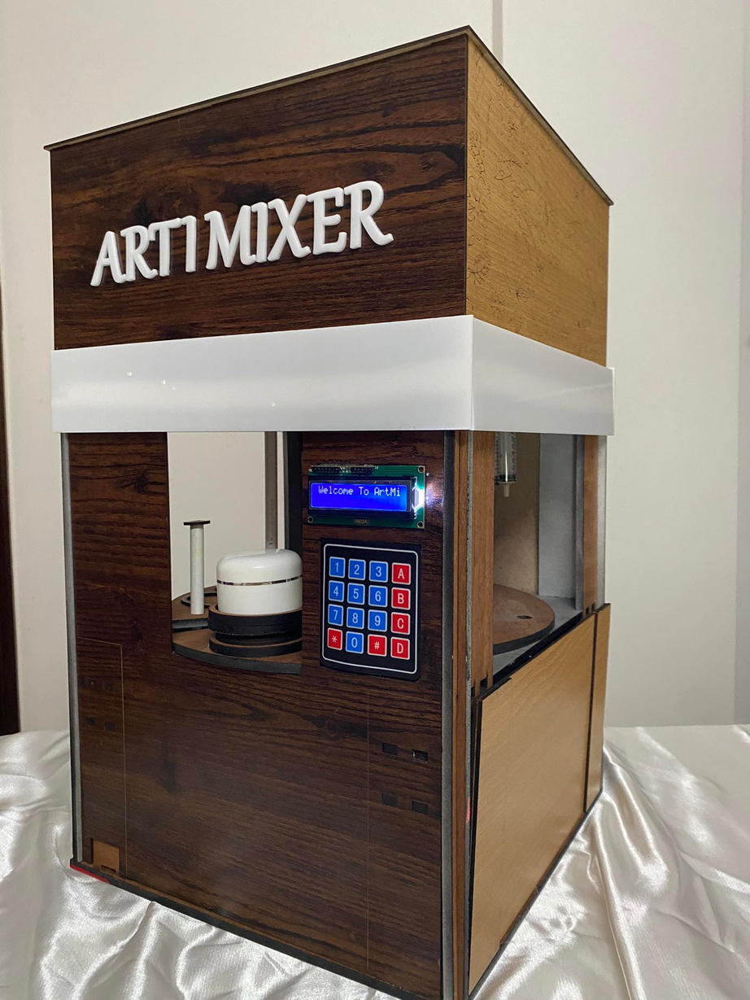 ARTI MIXER
Welcome To ArtMi
1 2 3 A
4 5 6 B
7 8 9 C
* 0 # D